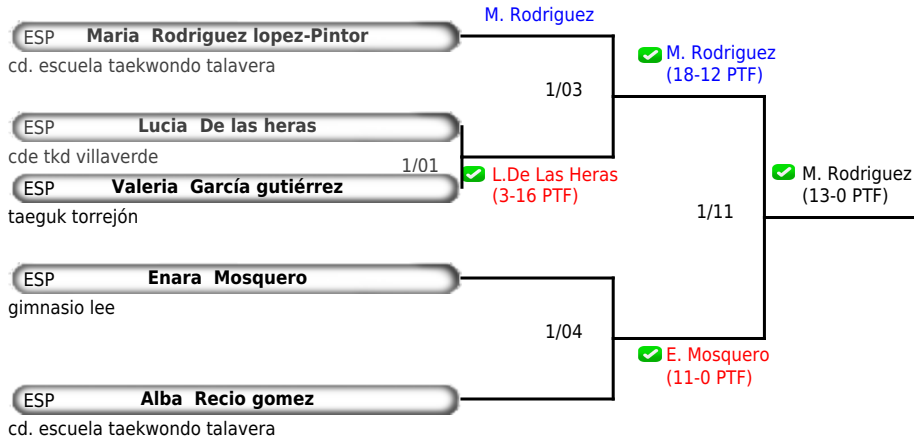 M. Rodriguez
ESP Maria Rodriguez lopez-Pintor
cd. escuela taekwondo talavera
M. Rodriguez
(18-12 PTF)
1/03
ESP Lucia De las heras
cde tkd villaverde
1/01
L.De Las Heras
(3-16 PTF)
ESP Valeria García gutiérrez
taeguk torrejón
M. Rodriguez
(13-0 PTF)
1/11
ESP Enara Mosquero
gimnasio lee
1/04
E. Mosquero
(11-0 PTF)
ESP Alba Recio gomez
cd. escuela taekwondo talavera